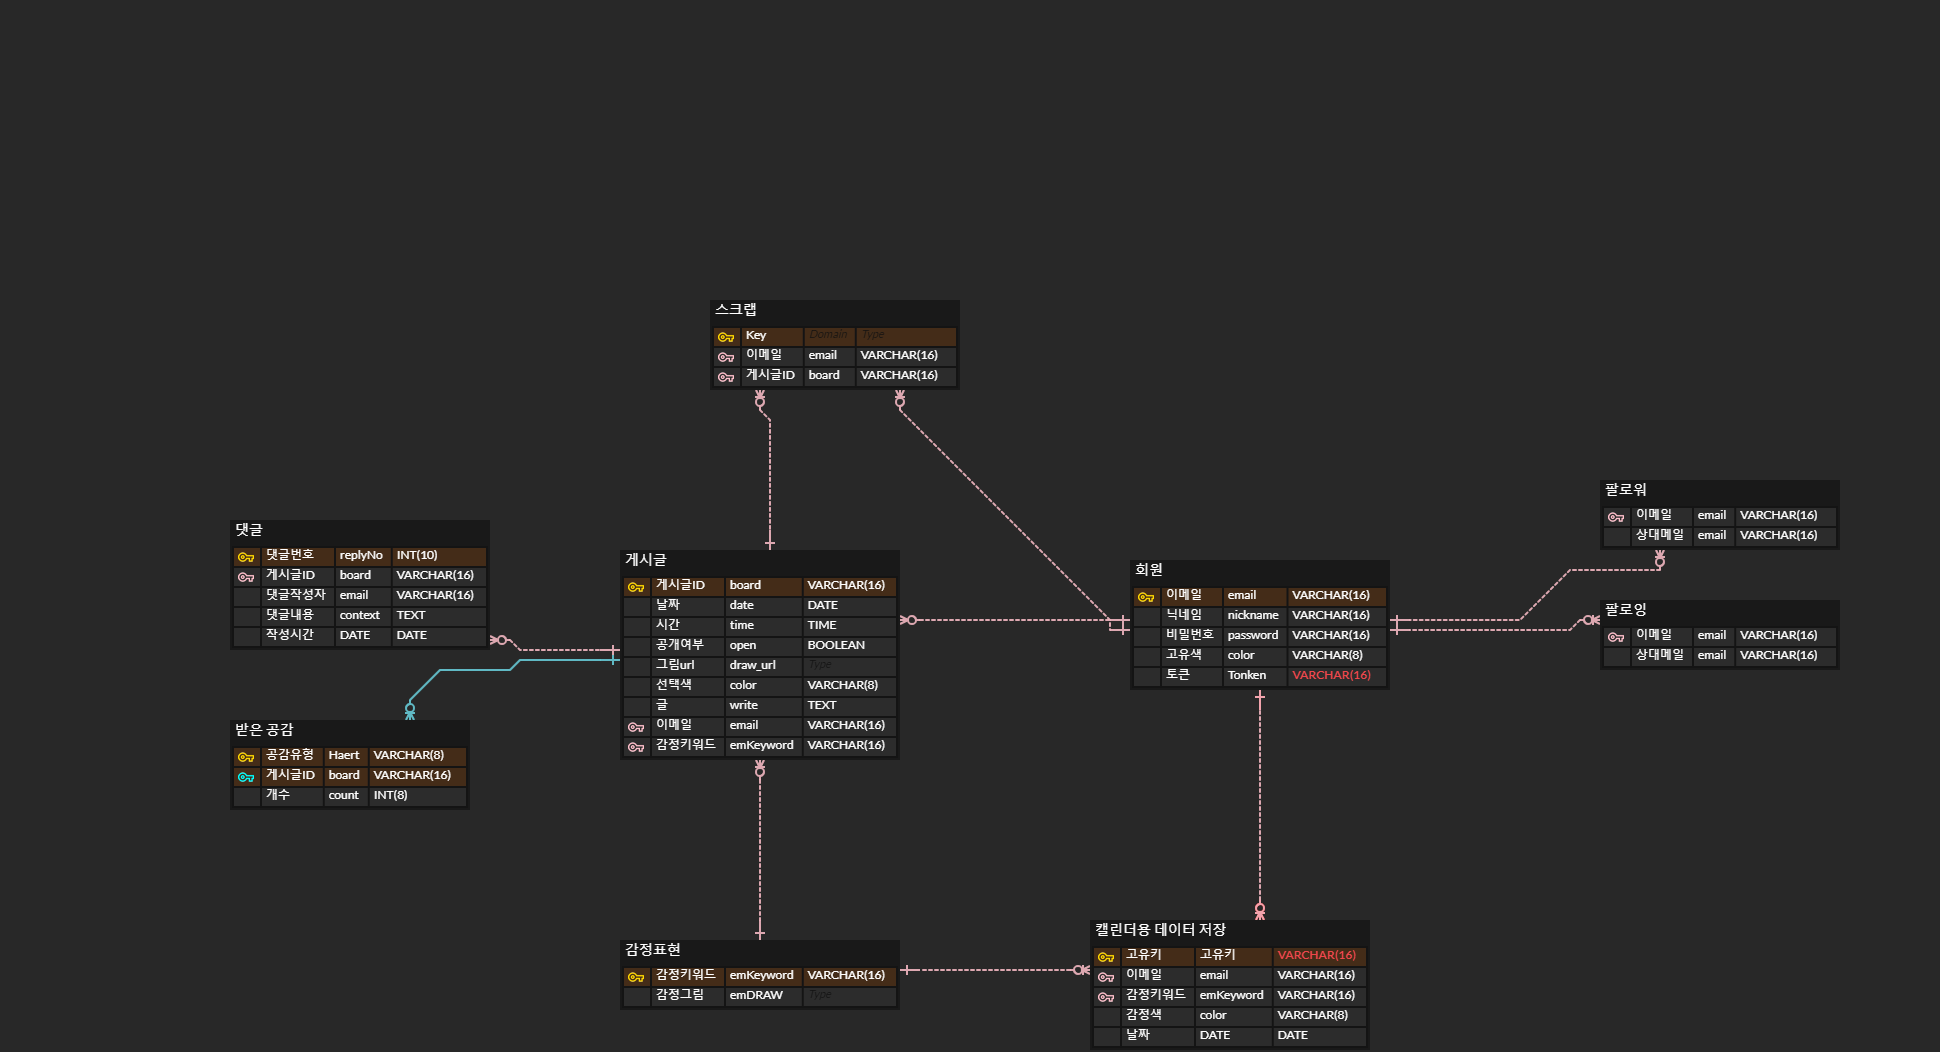 스크랩
Key Domain Type
이메일 email VARCHAR(16)
게시글ID board VARCHAR(16)
팔로워
이메일 email VARCHAR(16)
상대메일 email VARCHAR(16)
댓글
댓글번호 replyNo INT(10)
게시글ID board VARCHAR(16)
댓글작성자 email VARCHAR(16)
댓글내용 context TEXT
작성시간 DATE DATE
게시글
게시글ID board VARCHAR(16)
날짜 date DATE
시간 time TIME
공개여부 open BOOLEAN
그림url draw_url Type
선택색 color VARCHAR(8)
글 write TEXT
이메일 email VARCHAR(16)
감정키워드 emKeyword VARCHAR(16)
회원
이메일 email VARCHAR(16)
닉네임 nickname VARCHAR(16)
비밀번호 password VARCHAR(16)
고유색 color VARCHAR(8)
토큰 Tonken VARCHAR(16)
팔로잉
이메일 email VARCHAR(16)
상대메일 email VARCHAR(16)
받은 공감
공감유형 Haert VARCHAR(8)
게시글ID board VARCHAR(16)
개수 count INT(8)
감정표현
감정키워드 emKeyword VARCHAR(16)
감정그림 emDRAW Type
캘린더용 데이터 저장
고유키 고유키 VARCHAR(16)
이메일 email VARCHAR(16)
감정키워드 emKeyword VARCHAR(16)
감정색 color VARCHAR(8)
날짜 DATE DATE